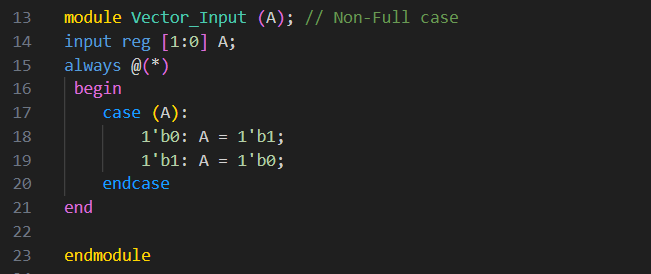 13 module Vector_Input (A); // Non-Full case
14 input reg [1:0] A;
15 always @(*)
16 begin
17 case (A):
18 1'b0: A = 1'b1;
19 1'b1: A = 1'b0;
20 endcase
21 end
22
23 endmodule